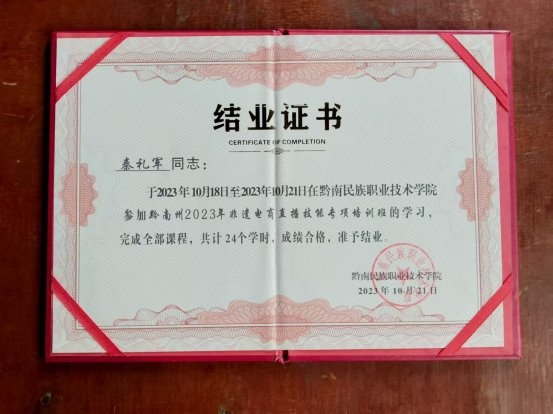 结业证书
CERTIFICATE OF COMPLETION
秦礼军 同志：
于2023年10月18日至2023年10月21日在黔南民族职业技术学院
参加黔南州2023年非遗电商直播技能专项培训班的学习，
完成全部课程，共计24个学时，成绩合格，准予结业。
黔南民族职业技术学院
2023年10月21日